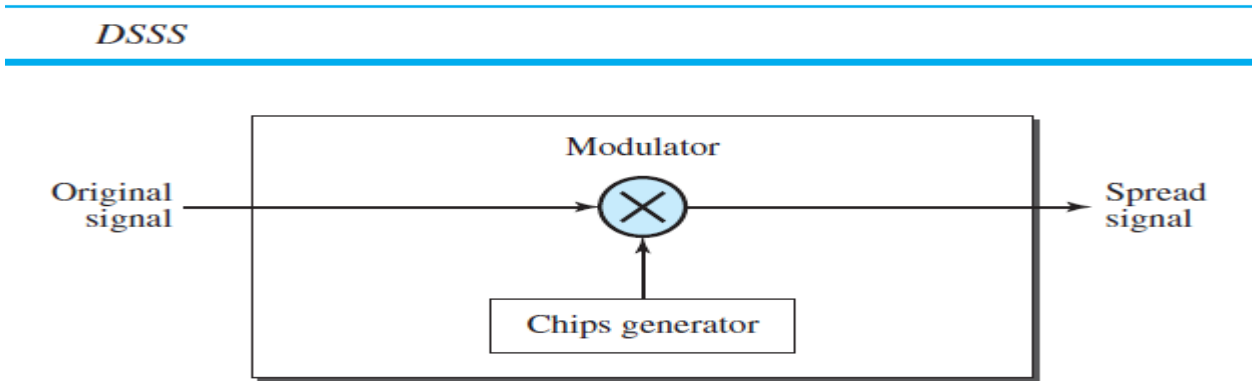 DSSS
Modulator
Original
signal
Spread
signal
Chips generator